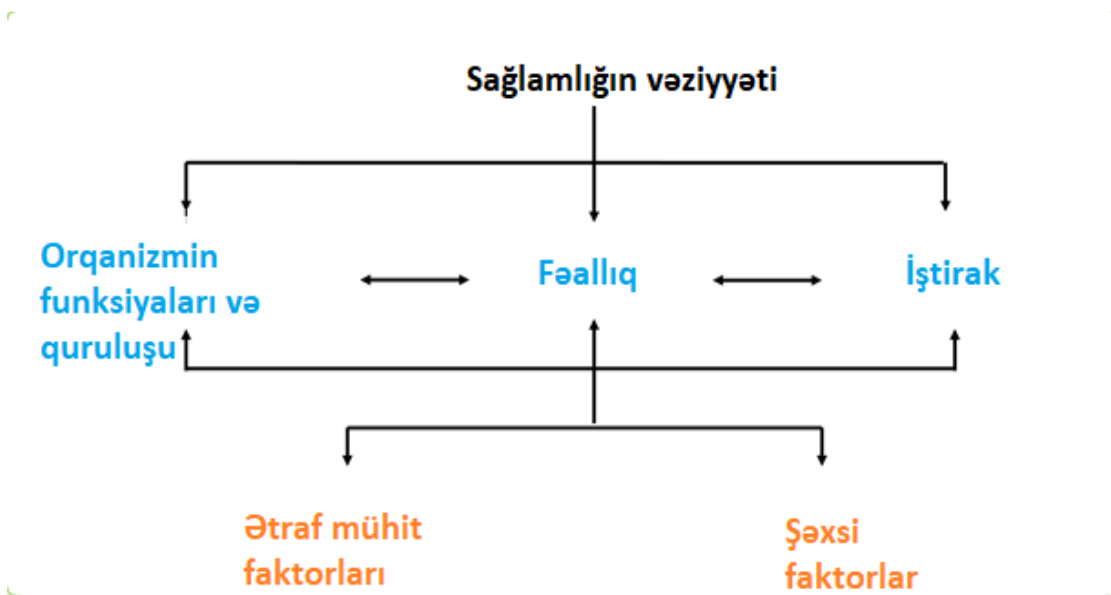 Sağlamlığın vəziyyəti
Orqanizmin
funksiyaları və
quruluşu
Fəallıq
İştirak
Ətraf mühit
faktorları
Şəxsi
faktorlar